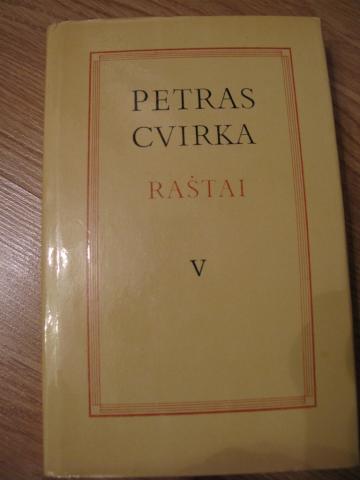 PETRAS
CVIRKA
RAŠTAI
V